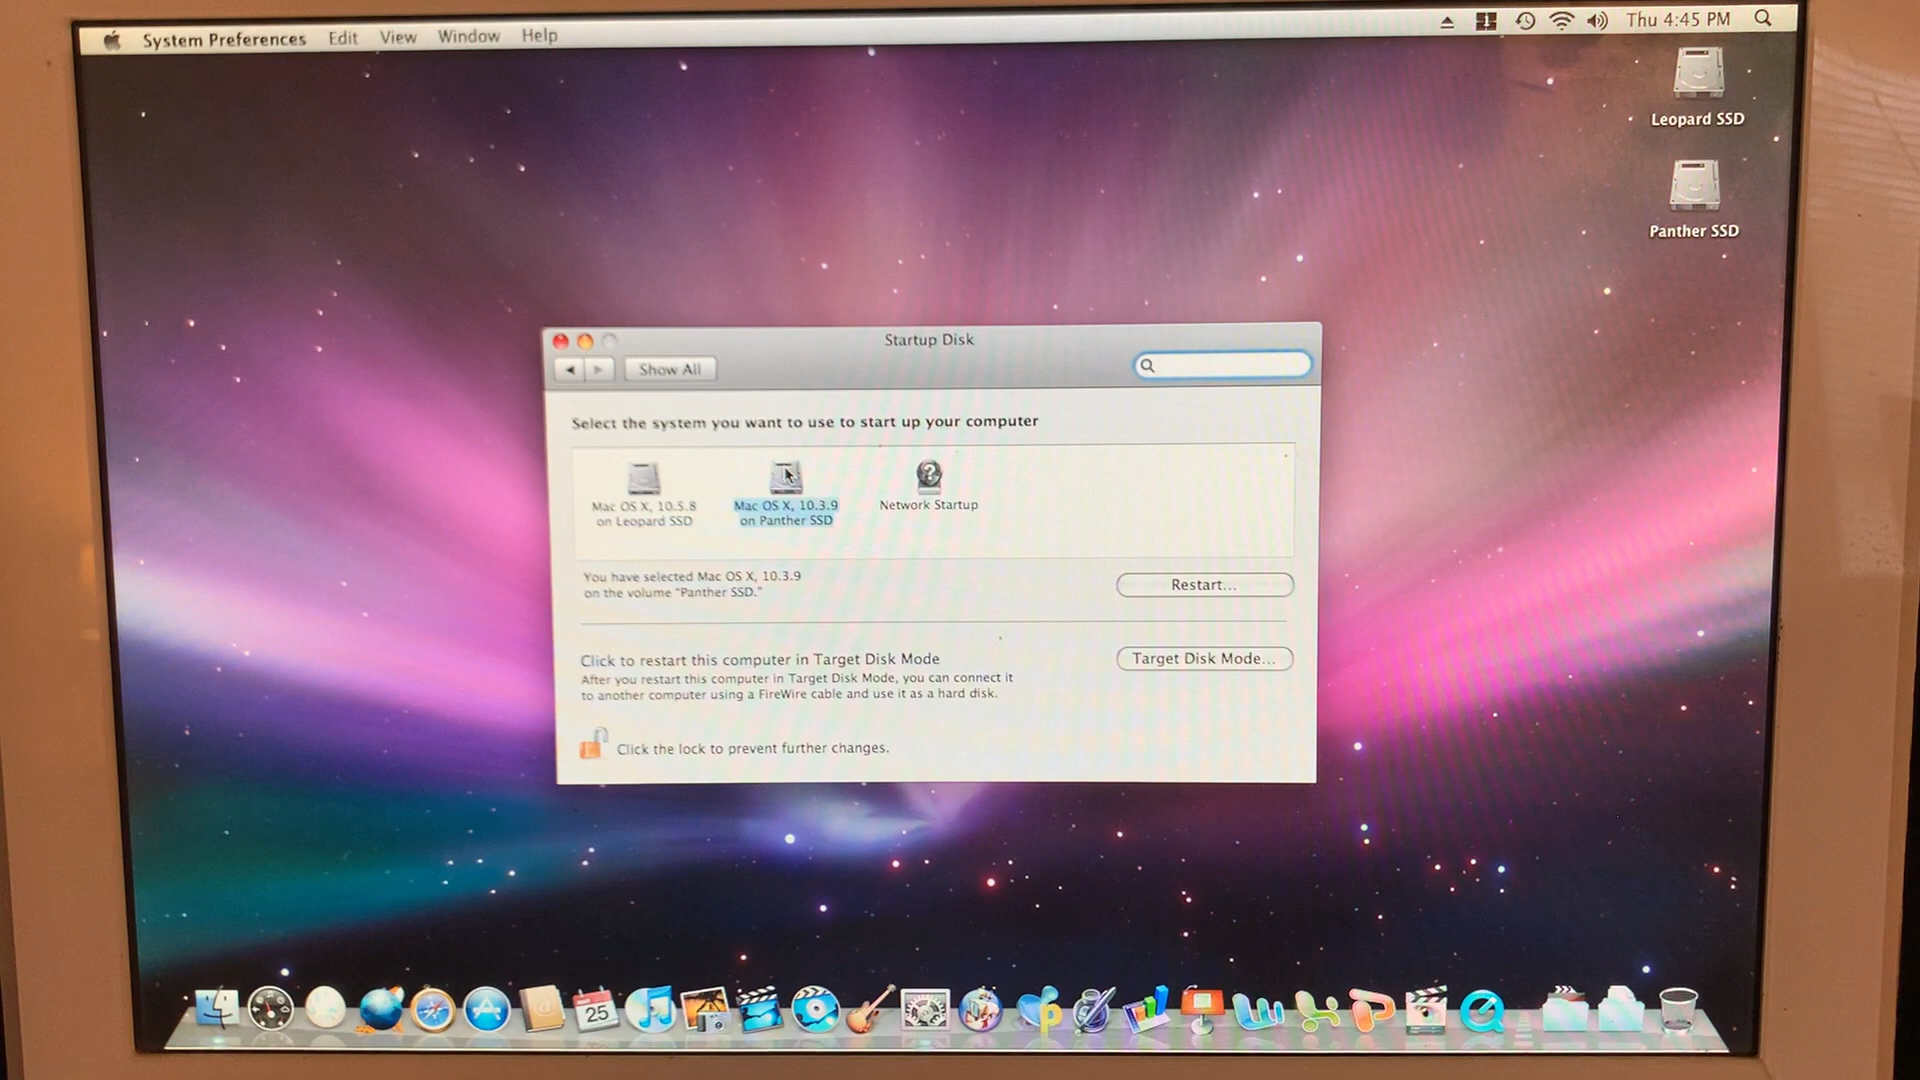 System Preferences Edit View Window Help
Thu 4:45 PM
Leopard SSD
Panther SSD
Startup Disk
Show All
Select the system you want to use to start up your computer
Mac OS X, 10.5.8
on Leopard SSD
Mac OS X, 10.3.9
on Panther SSD
Network Startup
You have selected Mac OS X, 10.3.9
on the volume "Panther SSD."
Restart...
Click to restart this computer in Target Disk Mode
Target Disk Mode...
After you restart this computer in Target Disk Mode, you can connect it
to another computer using a FireWire cable and use it as a hard disk.
Click the lock to prevent further changes.
25